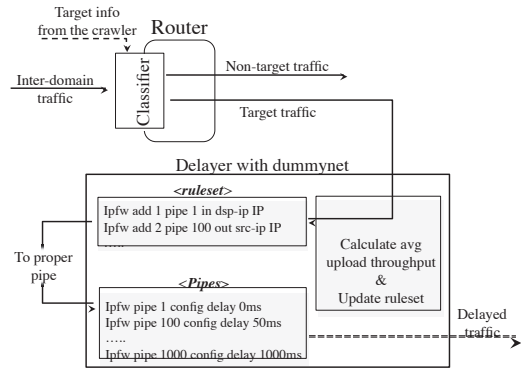 Target info
from the crawler
Router
Classifier
Inter-domain
traffic
Non-target traffic
Target traffic
Delayer with dummynet
<ruleset>
Ipfw add 1 pipe 1 in dsp-ip IP
Ipfw add 2 pipe 100 out src-ip IP
.....
To proper
pipe
Calculate avg
upload throughput
&
Update ruleset
<Pipes>
Ipfw pipe 1 config delay 0ms
Ipfw pipe 100 config delay 50ms
.....
Ipfw pipe 1000 config delay 1000ms
Delayed
traffic